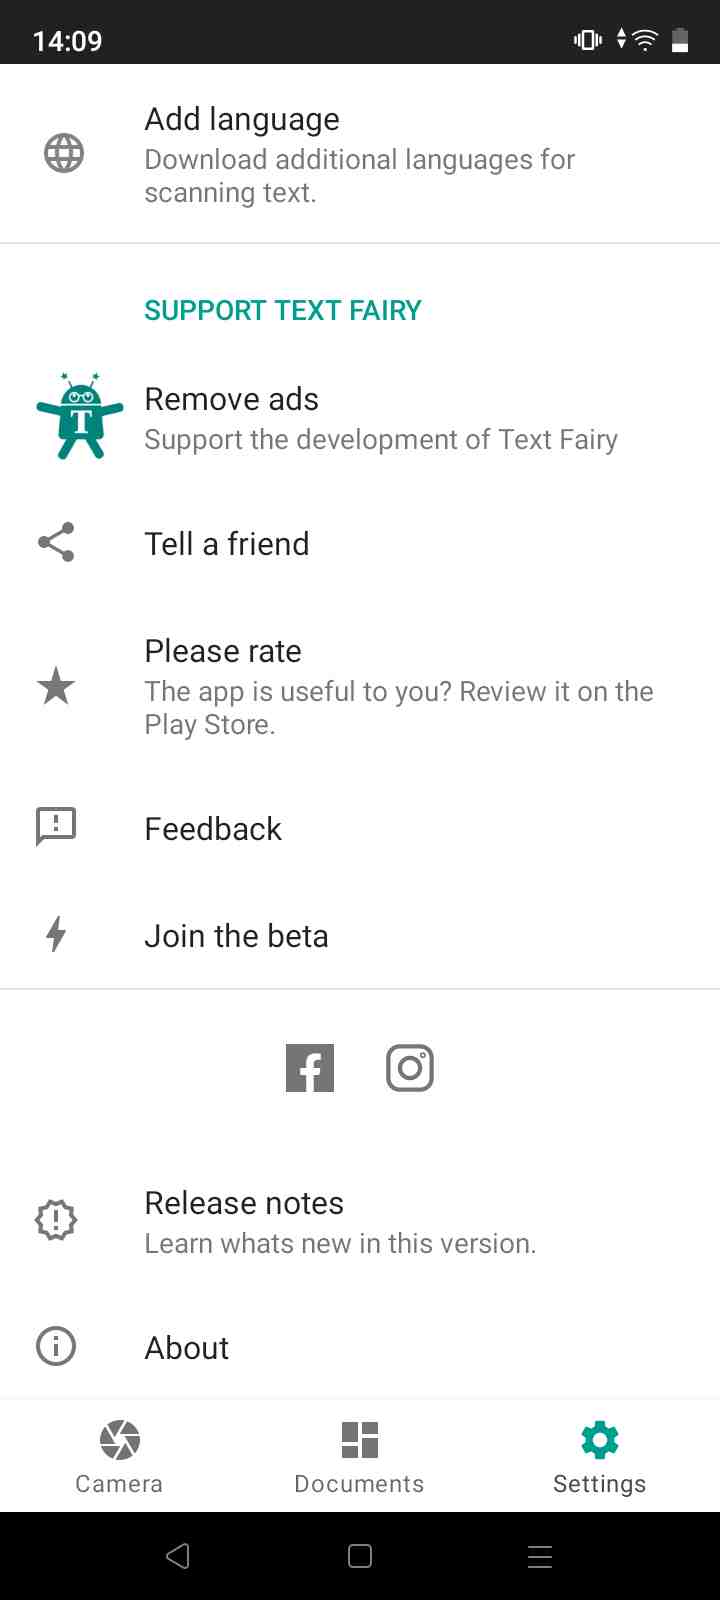 14:09
Add language
Download additional languages for
scanning text.
SUPPORT TEXT FAIRY
T
Remove ads
Support the development of Text Fairy
Tell a friend
Please rate
The app is useful to you? Review it on the
Play Store.
Feedback
Join the beta
Release notes
Learn whats new in this version.
About
Camera
Documents
Settings